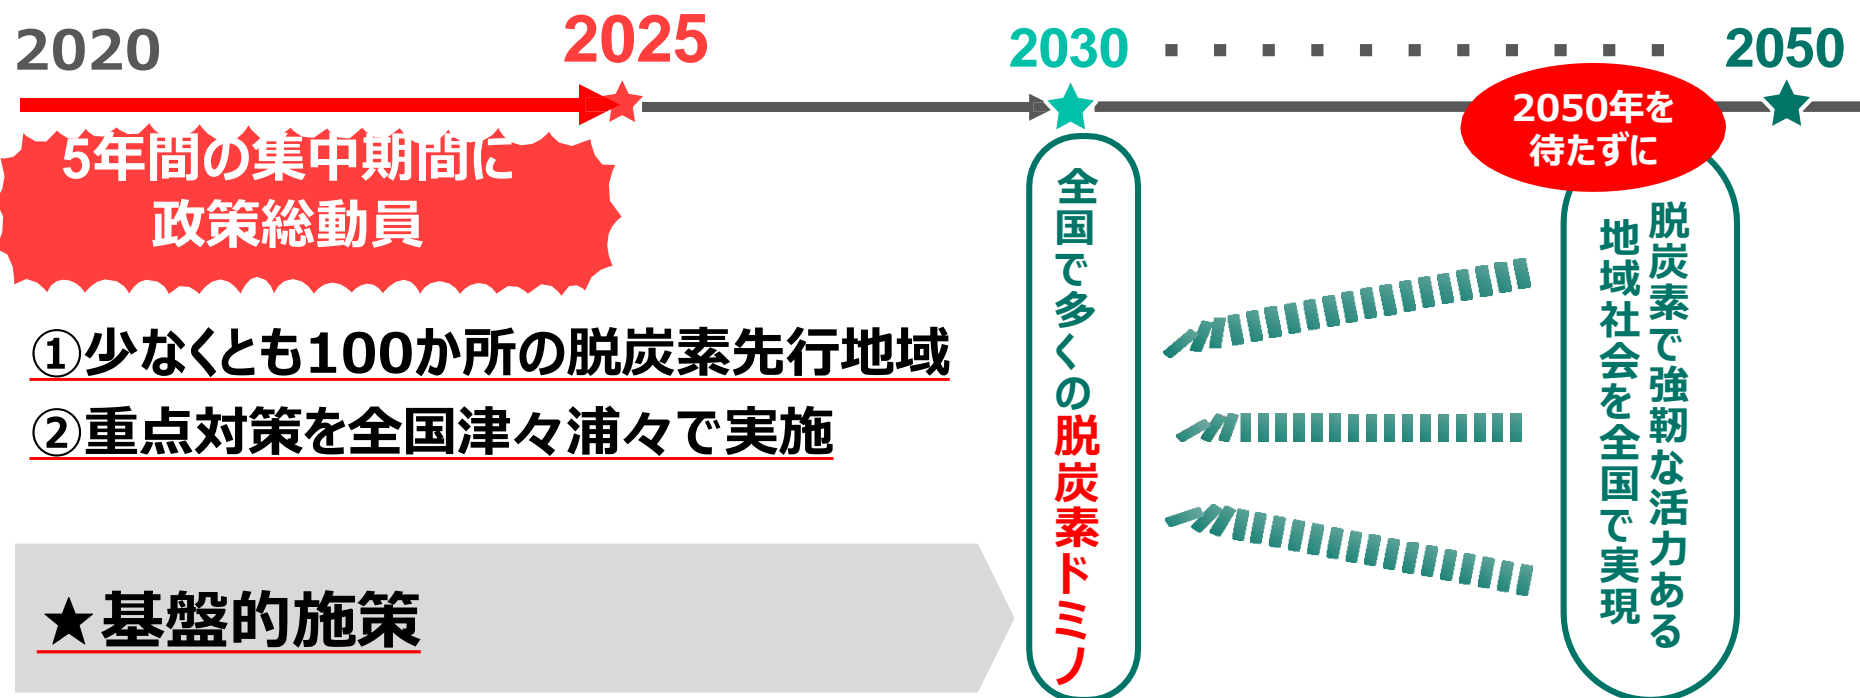 2020
2025
2030
2050
5年間の集中期間に
政策総動員
①少なくとも100か所の脱炭素先行地域
②重点対策を全国津々浦々で実施
★基盤的施策
全国で多くの脱炭素ドミノ
2050年を
待たずに
脱炭素で強靭な活力ある
地域社会を全国で実現